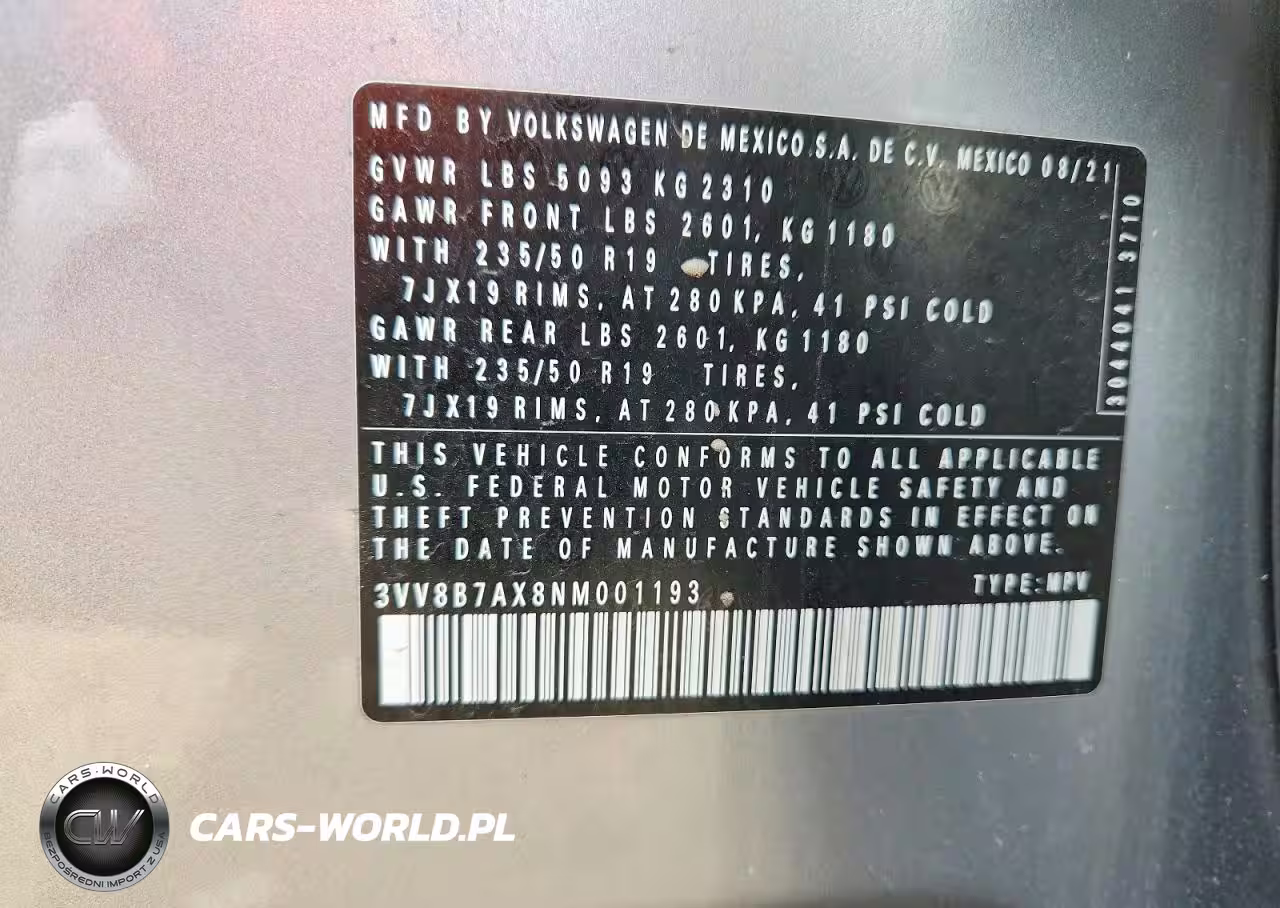 MFD BY VOLKSWAGEN DE MEXICO S.A. DE C.V. MEXICO 08/21
GVWR LBS 5093 KG 2310
GAWR FRONT LBS 2601, KG 1180
WITH 235/50 R19 TIRES,
7JX19 RIMS, AT 280 KPA, 41 PSI COLD
GAWR REAR LBS 2601, KG 1180
WITH 235/50 R19 TIRES,
7JX19 RIMS, AT 280 KPA, 41 PSI COLD
3044041 3710
THIS VEHICLE CONFORMS TO ALL APPLICABLE
U.S. FEDERAL MOTOR VEHICLE SAFETY AND
THEFT PREVENTION STANDARDS IN EFFECT ON
THE DATE OF MANUFACTURE SHOWN ABOVE.
3VV8B7AX8NM001193 TYPE:MPV
CARS-WORLD
CW
BEZPOŚREDNI IMPORT Z USA
CARS-WORLD.PL